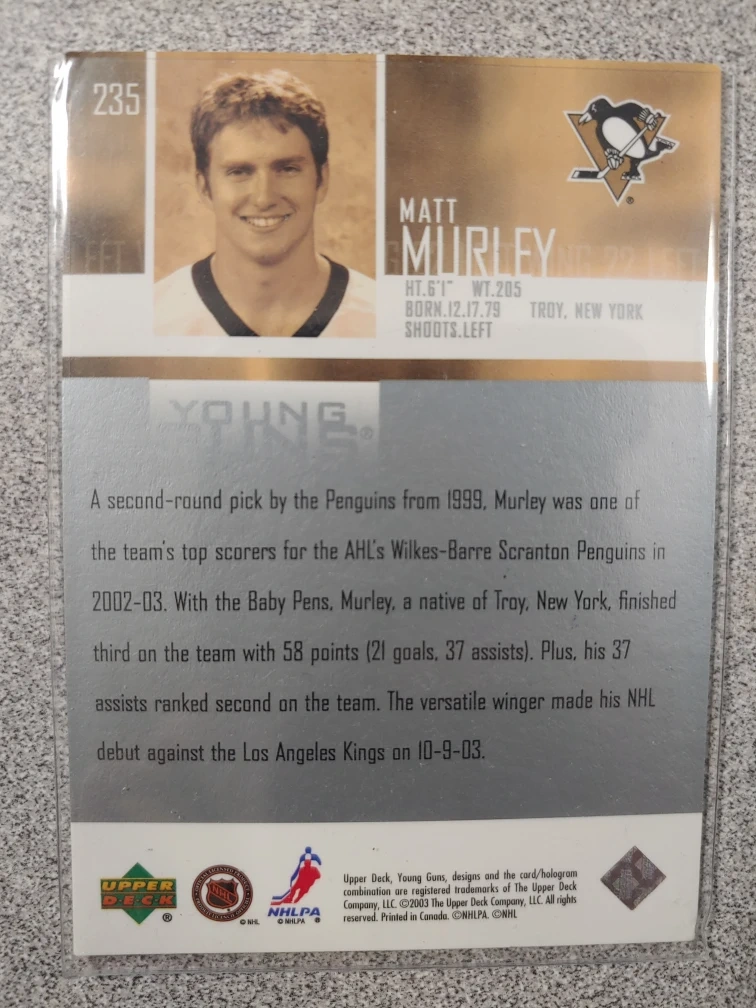 235
MATT
MURLEY
HT.6'1" WT.205
BORN.12.17.79 TROY, NEW YORK
SHOOTS.LEFT
YOUNG
GUNS®
A second-round pick by the Penguins from 1999, Murley was one of
the team's top scorers for the AHL's Wilkes-Barre Scranton Penguins in
2002-03. With the Baby Pens, Murley, a native of Troy, New York, finished
third on the team with 58 points (21 goals, 37 assists). Plus, his 37
assists ranked second on the team. The versatile winger made his NHL
debut against the Los Angeles Kings on 10-9-03.
UPPER
DECK
®
NHL
© NHL
NHLPA
© NHLPA ®
Upper Deck, Young Guns, designs and the card/hologram
combination are registered trademarks of The Upper Deck
Company, LLC. ©2003 The Upper Deck Company, LLC. All rights
reserved. Printed in Canada. ©NHLPA. ©NHL